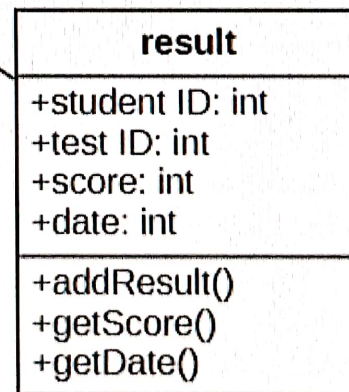 result
+student ID: int
+test ID: int
+score: int
+date: int
+addResult()
+getScore()
+getDate()